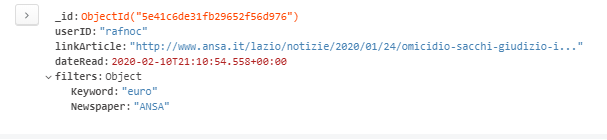 _id: ObjectId("5e41c6de31fb29652f56d976")
userID: "rafnoc"
linkArticle: "http://www.ansa.it/lazio/notizie/2020/01/24/omicidio-sacchi-giudizio-i..."
dateRead: 2020-02-10T21:10:54.558+00:00
filters: Object
Keyword: "euro"
Newspaper: "ANSA"